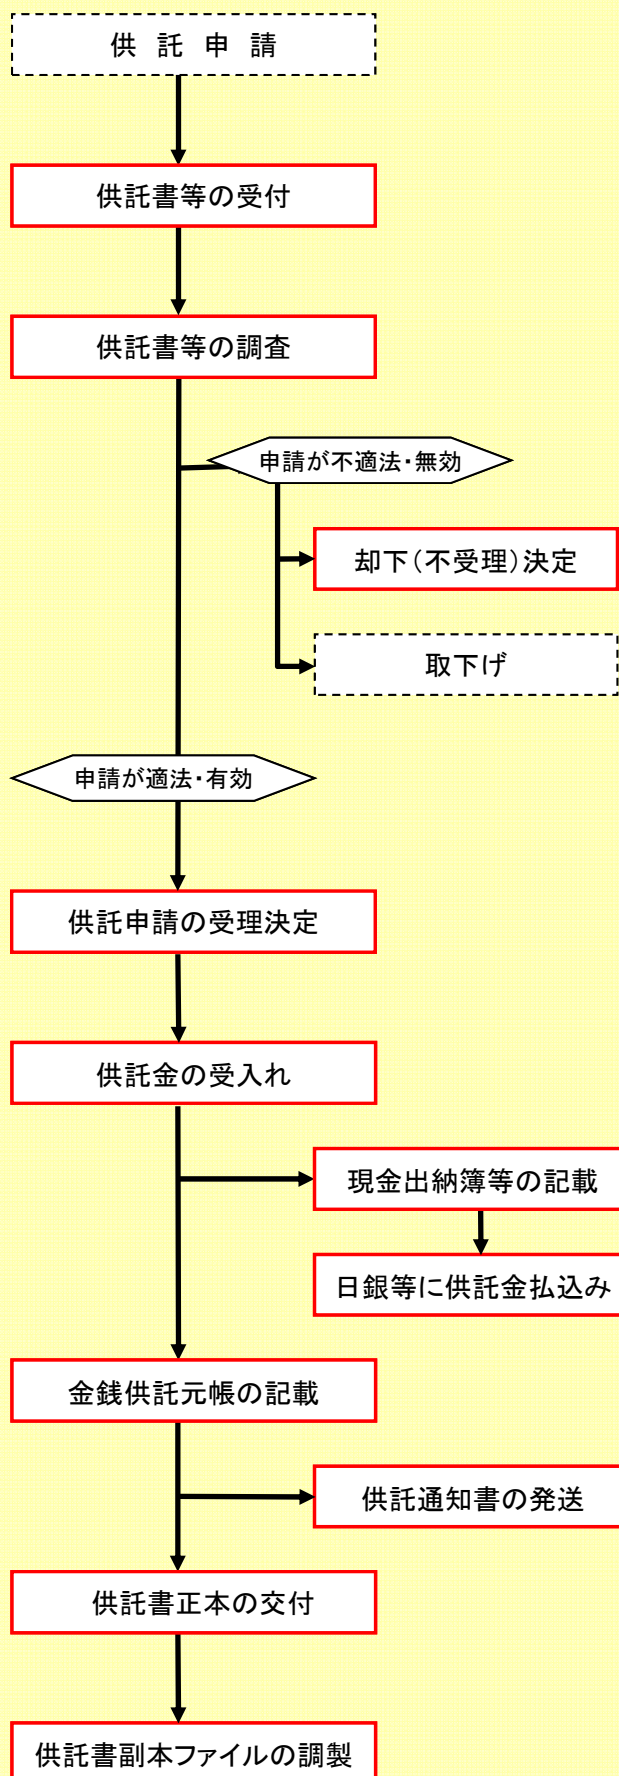 供託申請
供託書等の受付
供託書等の調査
申請が不適法・無効
却下(不受理)決定
取下げ
申請が適法・有効
供託申請の受理決定
供託金の受入れ
現金出納簿等の記載
日銀等に供託金払込み
金銭供託元帳の記載
供託通知書の発送
供託書正本の交付
供託書副本ファイルの調製